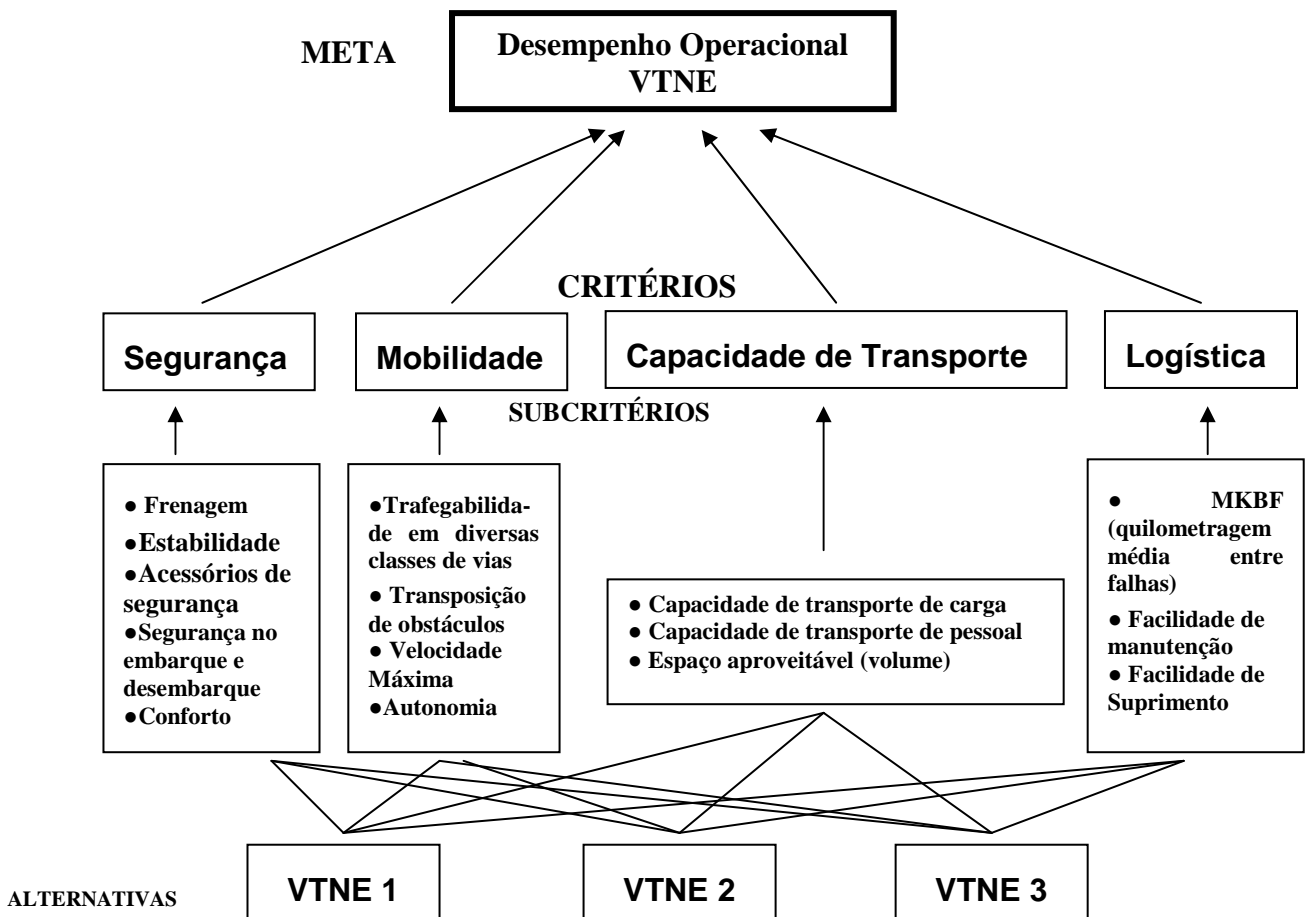 META
Desempenho Operacional
VTNE
CRITÉRIOS
Segurança
Mobilidade
Capacidade de Transporte
Logística
SUBCRITÉRIOS
● Frenagem
●Estabilidade
●Acessórios de
segurança
●Segurança no
embarque e
desembarque
●Conforto
●Trafegabilida-
de em diversas
classes de vias
● Transposição
de obstáculos
● Velocidade
Máxima
●Autonomia
● Capacidade de transporte de carga
● Capacidade de transporte de pessoal
● Espaço aproveitável (volume)
● MKBF
(quilometragem
média entre
falhas)
● Facilidade de
manutenção
● Facilidade de
Suprimento
ALTERNATIVAS
VTNE 1
VTNE 2
VTNE 3